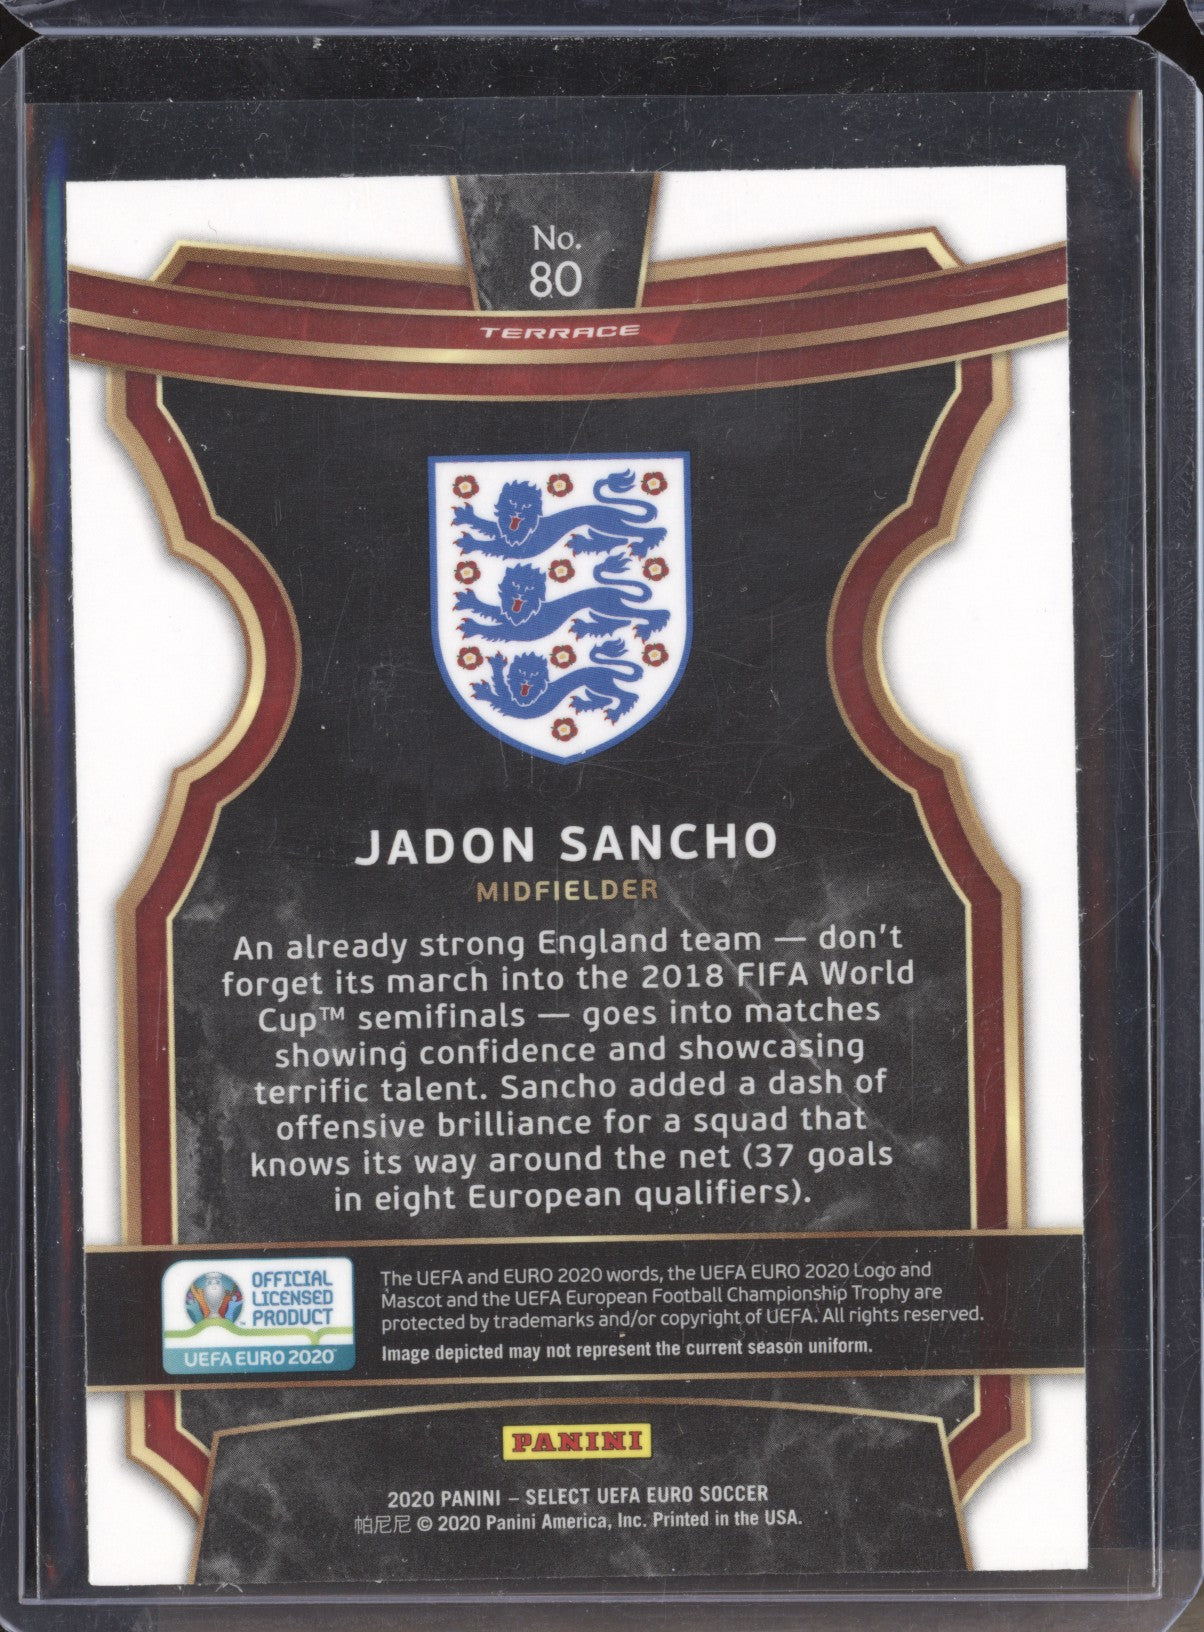 No.
80
TERRACE
JADON SANCHO
MIDFIELDER
An already strong England team — don't
forget its march into the 2018 FIFA World
Cup™ semifinals — goes into matches
showing confidence and showcasing
terrific talent. Sancho added a dash of
offensive brilliance for a squad that
knows its way around the net (37 goals
in eight European qualifiers).
OFFICIAL
LICENSED
PRODUCT
UEFA EURO 2020™
The UEFA and EURO 2020 words, the UEFA EURO 2020 Logo and
Mascot and the UEFA European Football Championship Trophy are
protected by trademarks and/or copyright of UEFA. All rights reserved.
Image depicted may not represent the current season uniform.
PANINI
2020 PANINI – SELECT UEFA EURO SOCCER
帕尼尼 © 2020 Panini America, Inc. Printed in the USA.